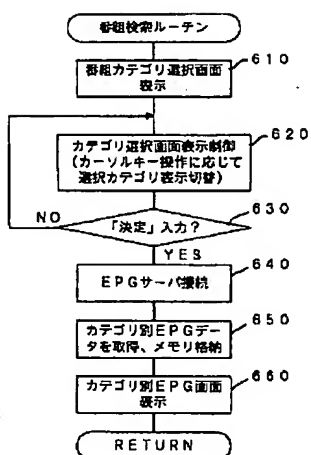 番組検索ルーチン
610
番組カテゴリ選択画面
表示
620
カテゴリ選択画面表示制御
(カーソルキー操作に応じて
選択カテゴリ表示切替)
630
NO
「決定」入力?
YES
640
EPGサーバ接続
650
カテゴリ別EPGデー
タを取得、メモリ格納
660
カテゴリ別EPG画面
表示
RETURN